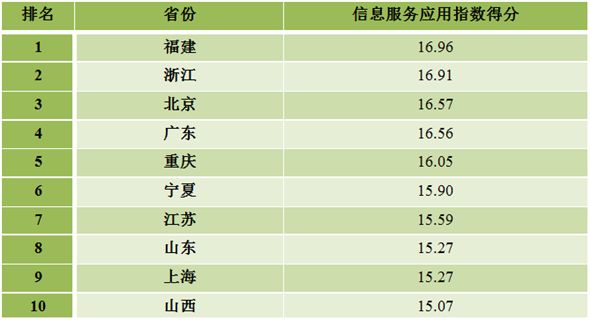 排名 省份 信息服务应用指数得分
1 福建 16.96
2 浙江 16.91
3 北京 16.57
4 广东 16.56
5 重庆 16.05
6 宁夏 15.90
7 江苏 15.59
8 山东 15.27
9 上海 15.27
10 山西 15.07